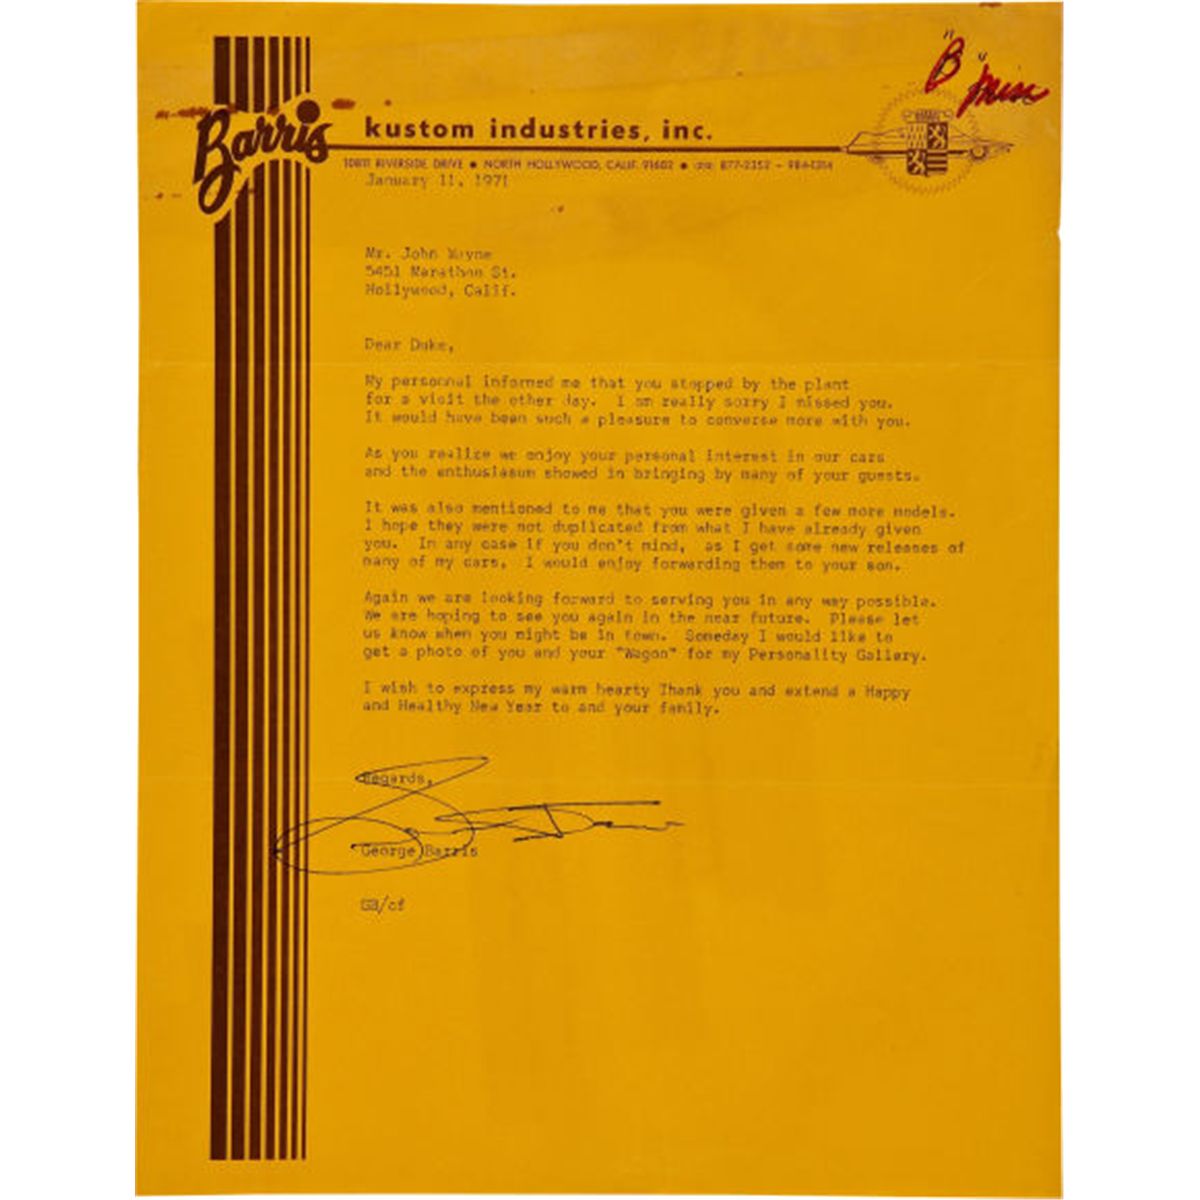 "B" Misc
Barris kustom industries, inc.
10811 RIVERSIDE DRIVE • NORTH HOLLYWOOD, CALIF. 91602 • (213) 877-2352 - 984-1314
January 11, 1971
Mr. John Wayne
5451 Marathon St.
Hollywood, Calif.
Dear Duke,
My personnal informed me that you stopped by the plant
for a visit the other day. I am really sorry I missed you.
It would have been such a pleasure to converse more with you.
As you realize we enjoy your personal interest in our cars
and the enthusiasum showed in bringing by many of your guests.
It was also mentioned to me that you were given a few more models.
I hope they were not duplicated from what I have already given
you. In any case if you don't mind, as I get some new releases of
many of my cars, I would enjoy forwarding them to your son.
Again we are looking forward to serving you in any way possible.
We are hoping to see you again in the near future. Please let
us know when you might be in town. Someday I would like to
get a photo of you and your "Wagon" for my Personality Gallery.
I wish to express my warm hearty Thank you and extend a Happy
and Healthy New Year to and your family.
Regards,
George Barris
GB/cf